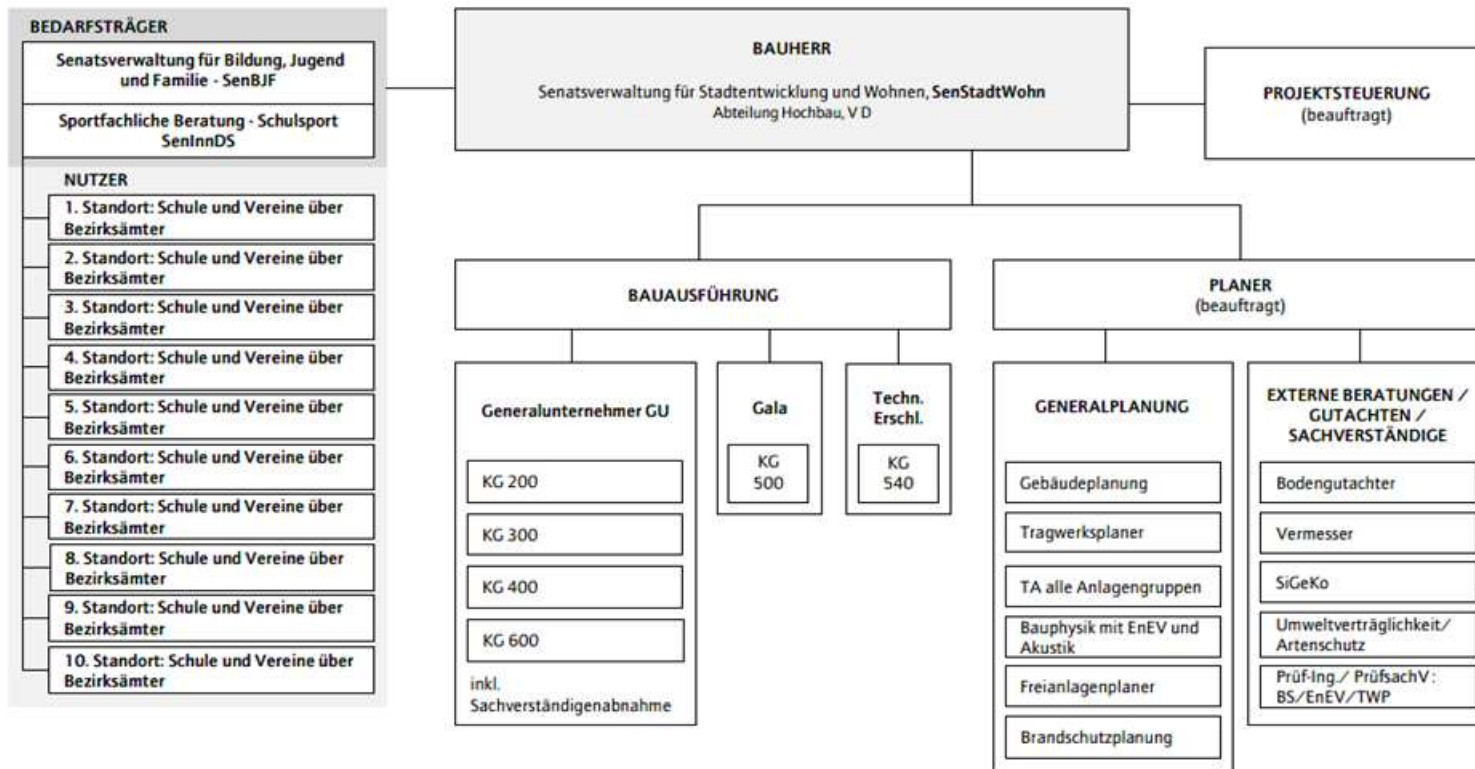 BEDARFSTRÄGER
Senatsverwaltung für Bildung, Jugend
und Familie - SenBJF
Sportfachliche Beratung - Schulsport
SenInnDS
NUTZER
1. Standort: Schule und Vereine über
Bezirksämter
2. Standort: Schule und Vereine über
Bezirksämter
3. Standort: Schule und Vereine über
Bezirksämter
4. Standort: Schule und Vereine über
Bezirksämter
5. Standort: Schule und Vereine über
Bezirksämter
6. Standort: Schule und Vereine über
Bezirksämter
7. Standort: Schule und Vereine über
Bezirksämter
8. Standort: Schule und Vereine über
Bezirksämter
9. Standort: Schule und Vereine über
Bezirksämter
10. Standort: Schule und Vereine über
Bezirksämter
BAUHERR
Senatsverwaltung für Stadtentwicklung und Wohnen, SenStadtWohn
Abteilung Hochbau, V D
PROJEKTSTEUERUNG
(beauftragt)
BAUAUSFÜHRUNG
Generalunternehmer GU
KG 200
KG 300
KG 400
KG 600
inkl.
Sachverständigenabnahme
Gala
KG
500
Techn.
Erschl.
KG
540
PLANER
(beauftragt)
GENERALPLANUNG
Gebäudeplanung
Tragwerksplaner
TA alle Anlagengruppen
Bauphysik mit EnEV und
Akustik
Freianlagenplaner
Brandschutzplanung
EXTERNE BERATUNGEN /
GUTACHTEN /
SACHVERSTÄNDIGE
Bodengutachter
Vermesser
SiGeKo
Umweltverträglichkeit/
Artenschutz
Prüf-Ing./ PrüfsachV:
BS/EnEV/TWP